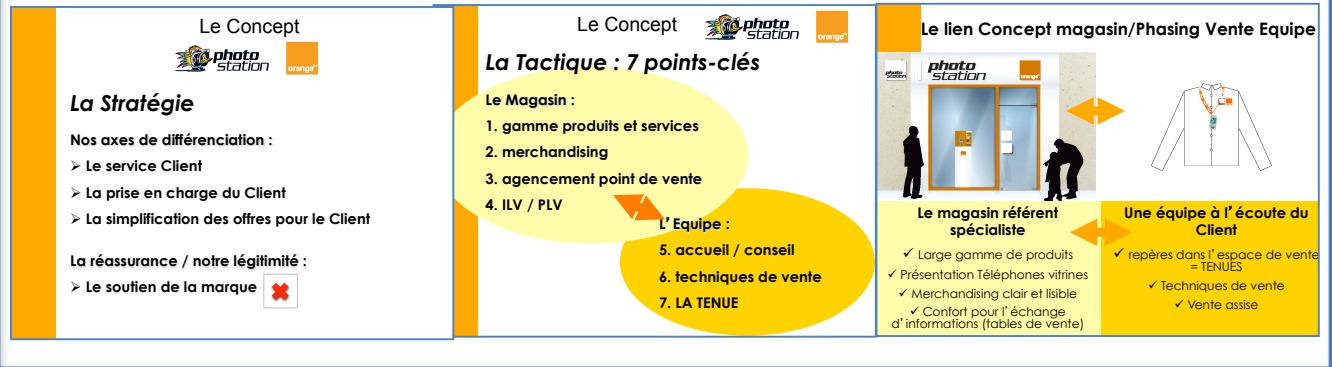 Le Concept
photo
station
orange™
La Stratégie
Nos axes de différenciation :
➢ Le service Client
➢ La prise en charge du Client
➢ La simplification des offres pour le Client
La réassurance / notre légitimité :
➢ Le soutien de la marque
Le Concept
photo
station
orange™
La Tactique : 7 points-clés
Le Magasin :
1. gamme produits et services
2. merchandising
3. agencement point de vente
4. ILV / PLV
L’Equipe :
5. accueil / conseil
6. techniques de vente
7. LA TENUE
Le lien Concept magasin/Phasing Vente Equipe
photo
station
photo
station
orange™
Le magasin référent
spécialiste
✓ Large gamme de produits
✓ Présentation Téléphones vitrines
✓ Merchandising clair et lisible
✓ Confort pour l’échange
d’informations (tables de vente)
Une équipe à l’écoute du
Client
✓ repères dans l’espace de vente
= TENUES
✓ Techniques de vente
✓ Vente assise